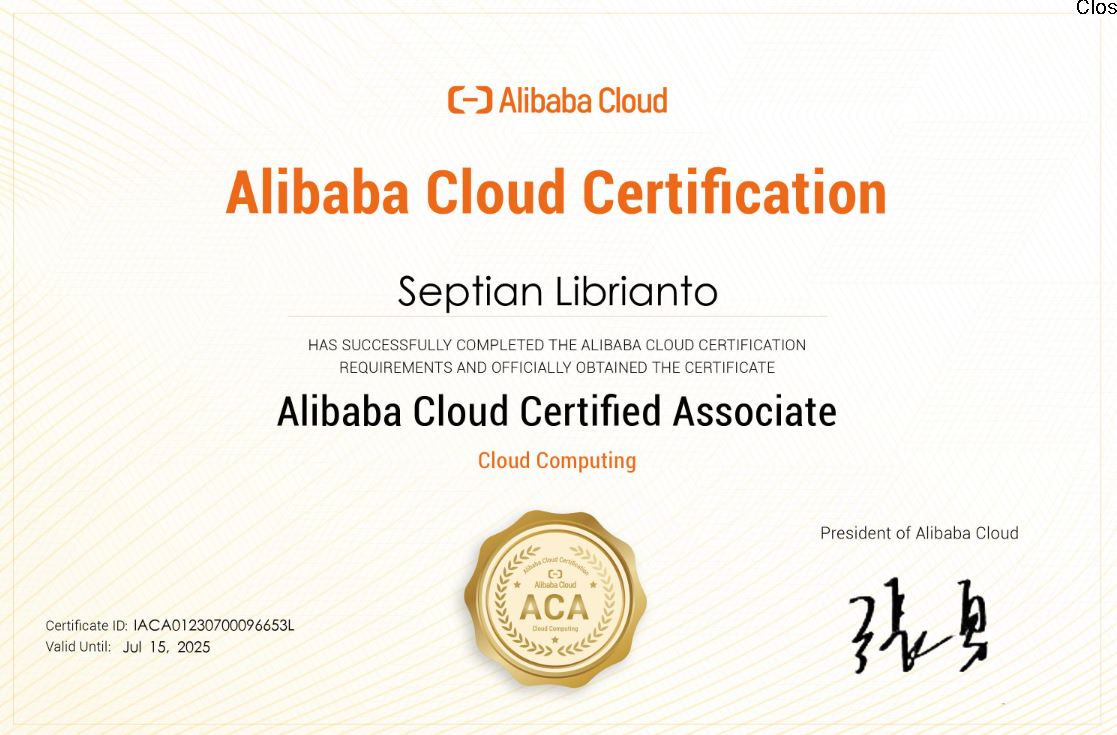 Clos
Alibaba Cloud
Alibaba Cloud Certification
Septian Librianto
HAS SUCCESSFULLY COMPLETED THE ALIBABA CLOUD CERTIFICATION
REQUIREMENTS AND OFFICIALLY OBTAINED THE CERTIFICATE
Alibaba Cloud Certified Associate
Cloud Computing
Alibaba Cloud Certification
Alibaba Cloud
ACA
Cloud Computing
President of Alibaba Cloud
张勇
Certificate ID: IACA01230700096653L
Valid Until: Jul 15, 2025